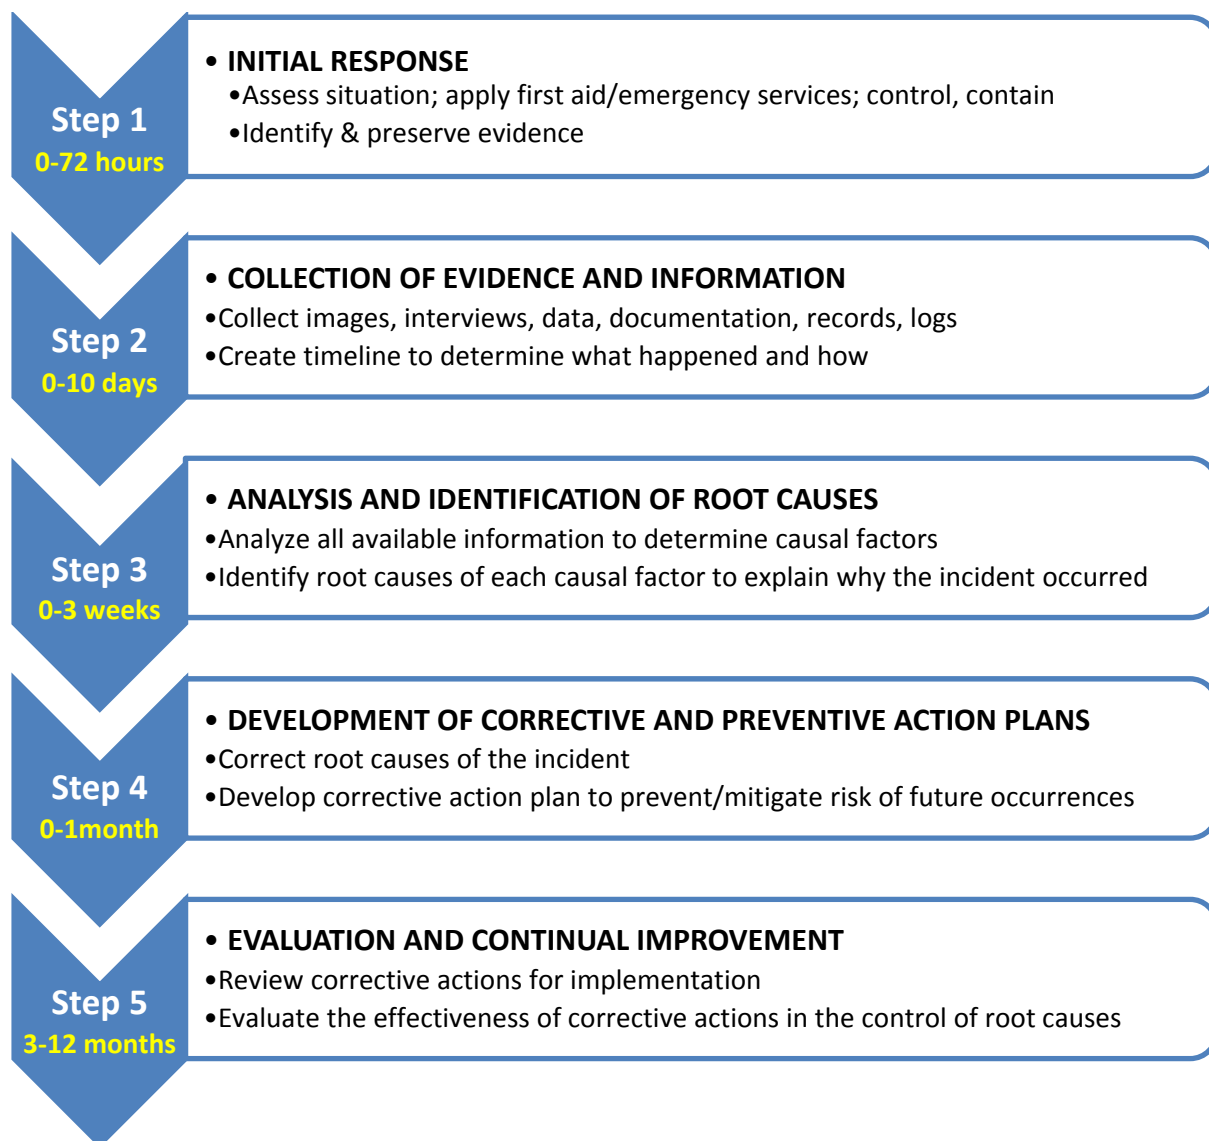 Step 1
0-72 hours
• INITIAL RESPONSE
•Assess situation; apply first aid/emergency services; control, contain
•Identify & preserve evidence
Step 2
0-10 days
• COLLECTION OF EVIDENCE AND INFORMATION
•Collect images, interviews, data, documentation, records, logs
•Create timeline to determine what happened and how
Step 3
0-3 weeks
• ANALYSIS AND IDENTIFICATION OF ROOT CAUSES
•Analyze all available information to determine causal factors
•Identify root causes of each causal factor to explain why the incident occurred
Step 4
0-1month
• DEVELOPMENT OF CORRECTIVE AND PREVENTIVE ACTION PLANS
•Correct root causes of the incident
•Develop corrective action plan to prevent/mitigate risk of future occurrences
Step 5
3-12 months
• EVALUATION AND CONTINUAL IMPROVEMENT
•Review corrective actions for implementation
•Evaluate the effectiveness of corrective actions in the control of root causes